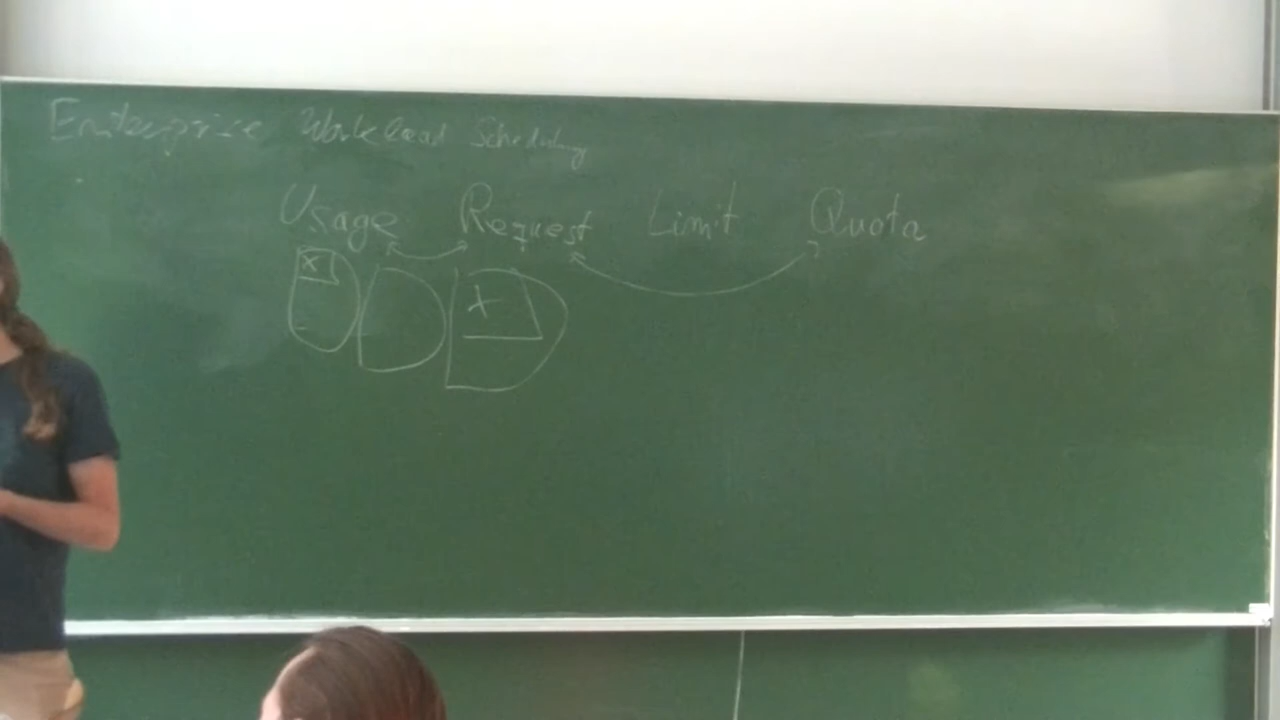 Enterprise Workload Scheduling
Usage Request Limit Quota
x
x